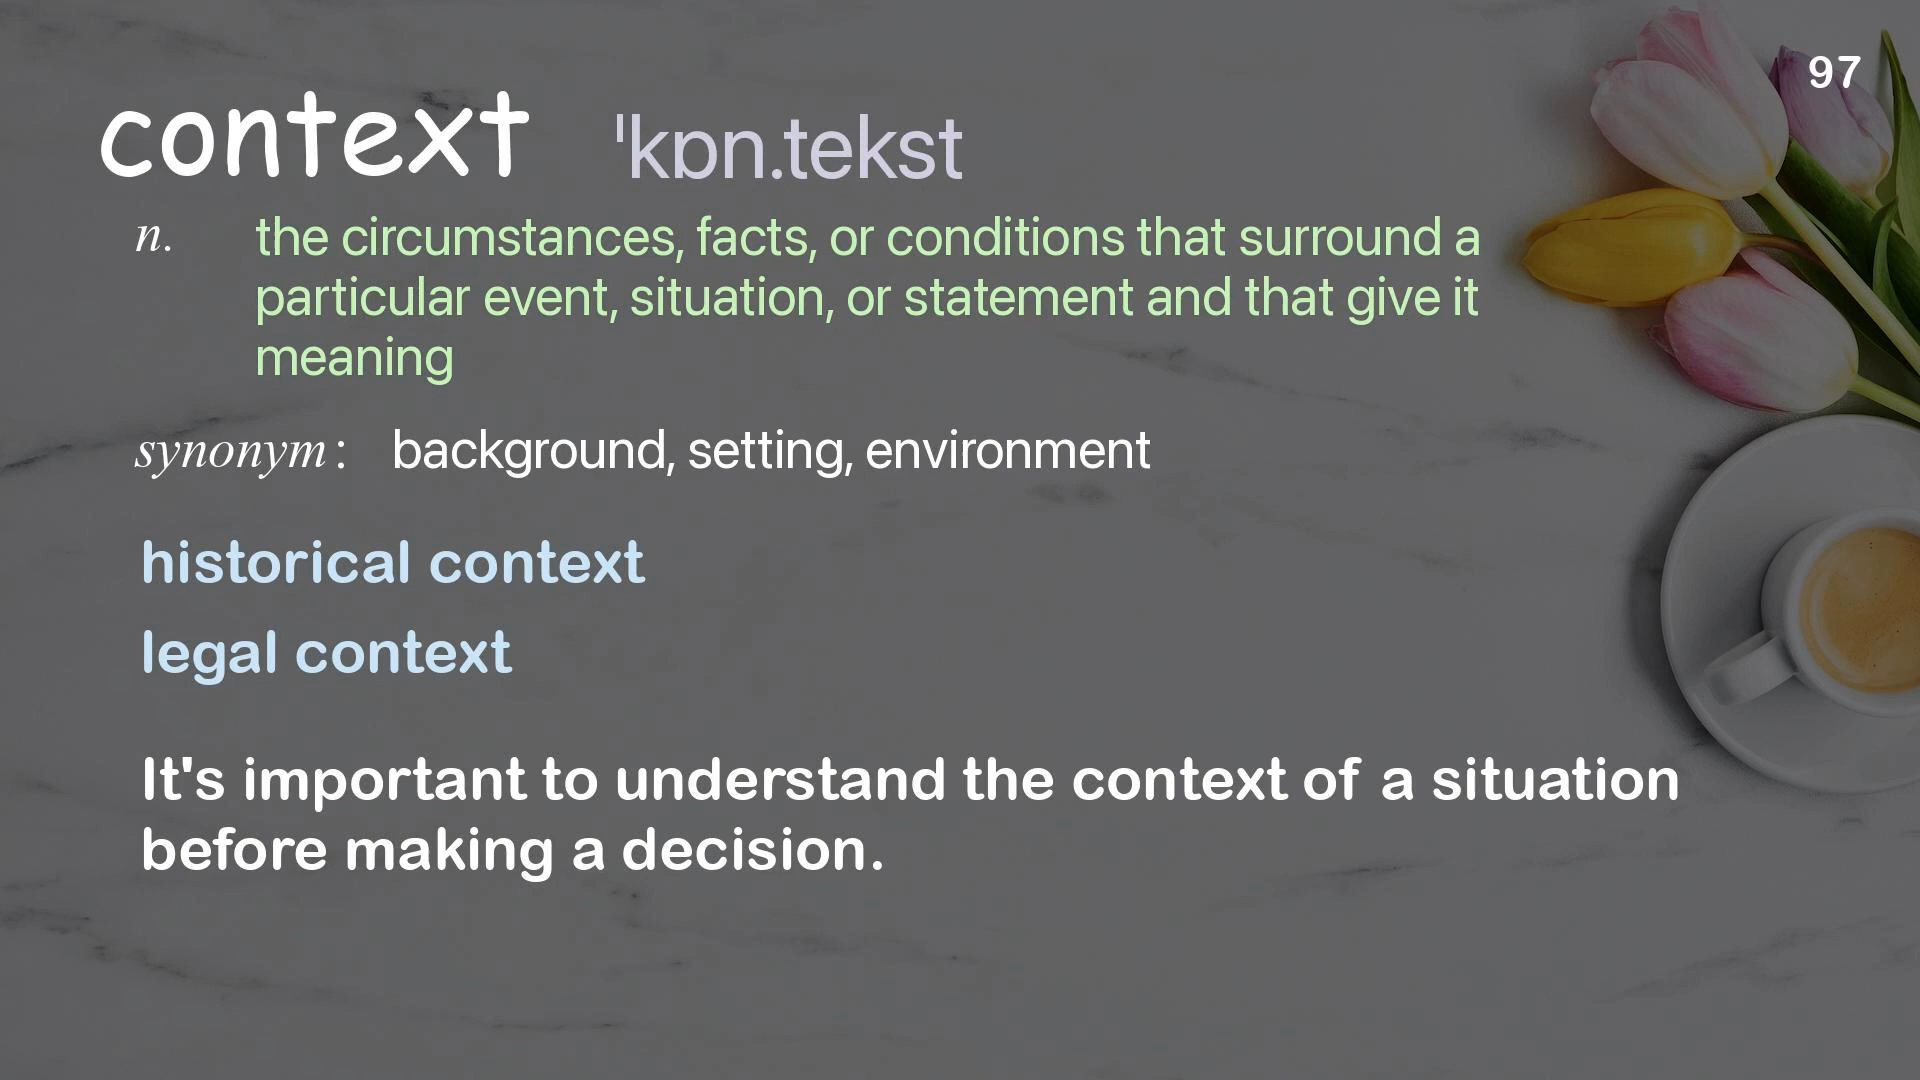 97
context ˈkɒn.tekst
n. the circumstances, facts, or conditions that surround a
particular event, situation, or statement and that give it
meaning
synonym: background, setting, environment
historical context
legal context
It's important to understand the context of a situation
before making a decision.